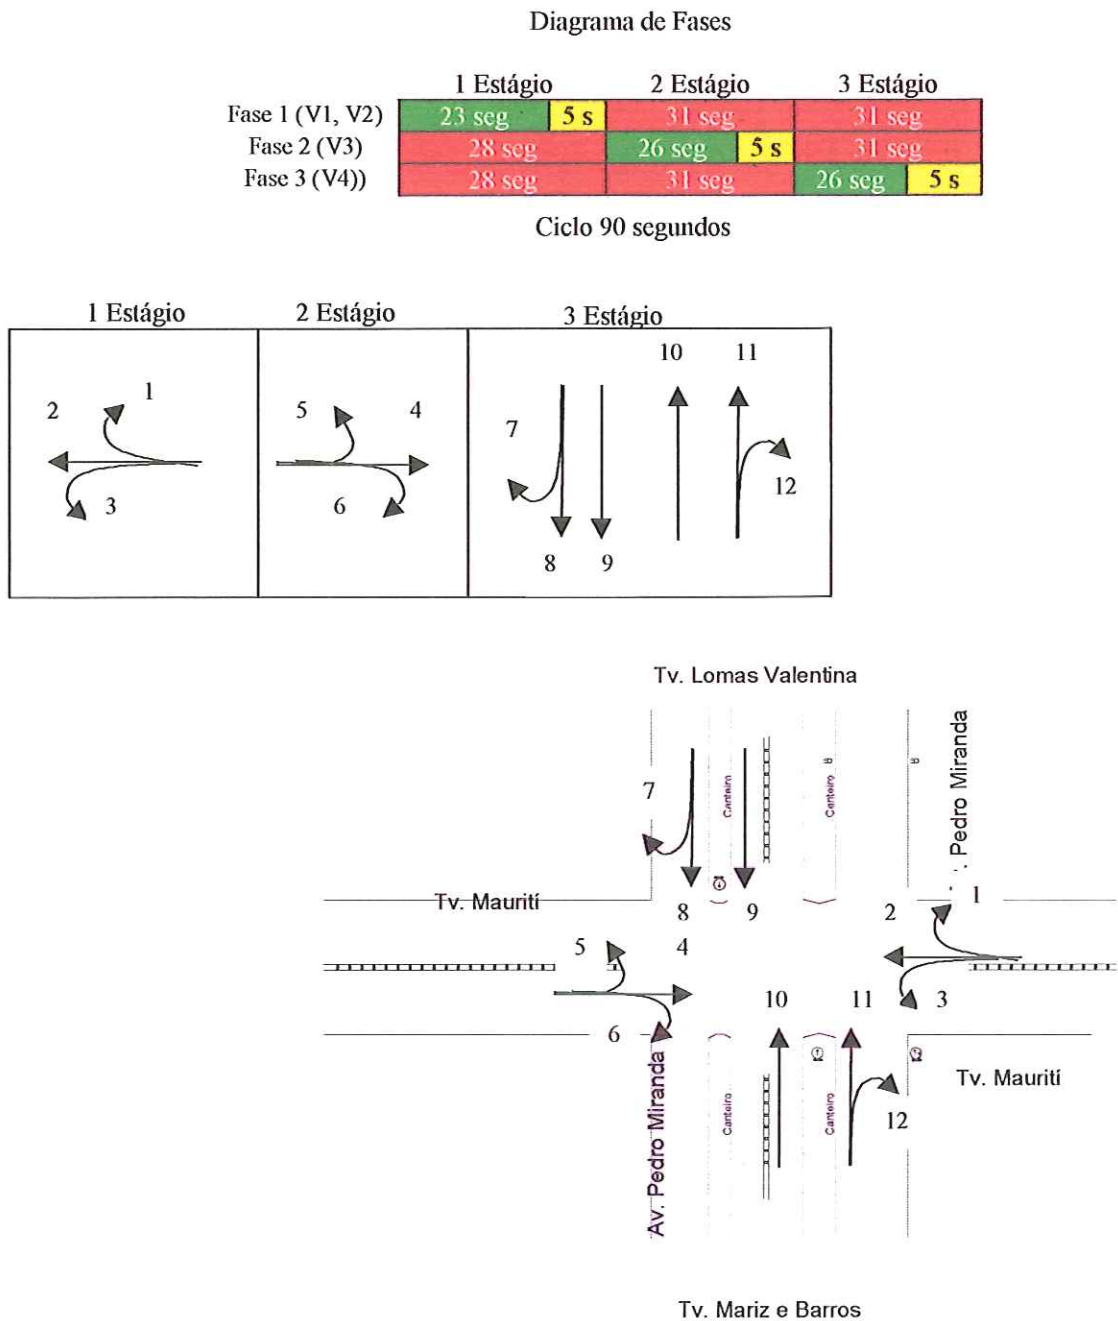 Diagrama de Fases
1 Estágio 2 Estágio 3 Estágio
Fase 1 (V1, V2) 23 seg 5 s 31 seg 31 seg
Fase 2 (V3) 28 seg 26 seg 5 s 31 seg
Fase 3 (V4)) 28 seg 31 seg 26 seg 5 s
Ciclo 90 segundos
1 Estágio 2 Estágio 3 Estágio
10 11
2 1 5 4
7
3 6 12
8 9
Tv. Lomas Valentina
. Pedro Miranda
7 Canteiro Canteiro
Tv. Maurití 8 9 2 1
5 4
10 11 3
6
Tv. Maurití
Av. Pedro Miranda Canteiro Canteiro 12
Tv. Mariz e Barros